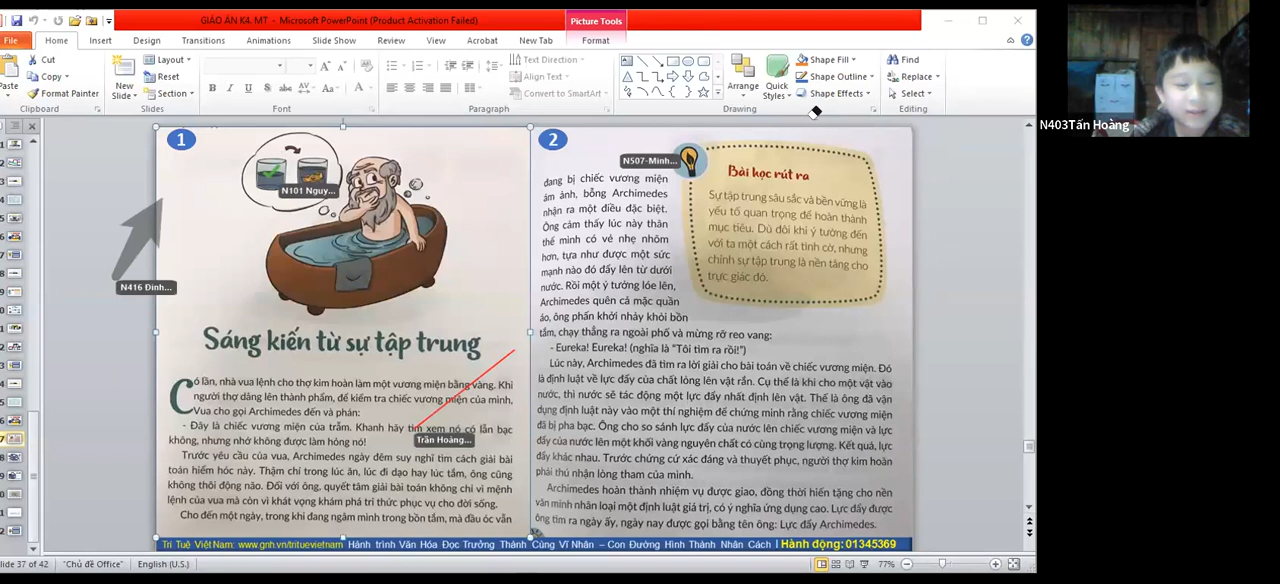 GIÁO ÁN K4. MT - Microsoft PowerPoint (Product Activation Failed)
Picture Tools
File
Home
Insert
Design
Transitions
Animations
Slide Show
Review
View
Acrobat
New Tab
Format
Paste
Cut
Copy
Format Painter
Clipboard
New Slide
Layout
Reset
Section
Slides
Font
Text Direction
Align Text
Convert to SmartArt
Paragraph
Arrange
Quick Styles
Shape Fill
Shape Outline
Shape Effects
Drawing
Find
Replace
Select
Editing
N403Tấn Hoàng
1
N101 Nguy...
N416 Đinh...
Sáng kiến từ sự tập trung
Có lần, nhà vua lệnh cho thợ kim hoàn làm một vương miện bằng vàng. Khi
người thợ dâng lên thành phẩm, để kiểm tra chiếc vương miện của mình,
Vua cho gọi Archimedes đến và phán:
- Đây là chiếc vương miện của trẫm. Khanh hãy tìm xem nó có lẫn bạc
không, nhưng nhớ không được làm hỏng nó!
Trần Hoàng...
Trước yêu cầu của vua, Archimedes ngày đêm suy nghĩ tìm cách giải bài
toán hiểm hóc này. Thậm chí trong lúc ăn, lúc đi dạo hay lúc tắm, ông cũng
không thôi động não. Đối với ông, quyết tâm giải bài toán không chỉ vì mệnh
lệnh của vua mà còn vì khát vọng khám phá tri thức phục vụ cho đời sống.
Cho đến một ngày, trong khi đang ngâm mình trong bồn tắm, mà đầu óc vẫn
2
N507-Minh...
đang bị chiếc vương miện
ám ảnh, bỗng Archimedes
nhận ra một điều đặc biệt.
Ông cảm thấy lúc này thân
thể mình có vẻ nhẹ nhõm
hơn, tựa như được một sức
mạnh nào đó đẩy lên từ dưới
nước. Rồi một ý tưởng lóe lên,
Archimedes quên cả mặc quần
áo, ông phấn khởi nhảy khỏi bồn
tắm, chạy thẳng ra ngoài phố và mừng rỡ reo vang:
Bài học rút ra
Sự tập trung sâu sắc và bền vững là
yếu tố quan trọng để hoàn thành
mục tiêu. Dù đôi khi ý tưởng đến
với ta một cách rất tình cờ, nhưng
chính sự tập trung là nền tảng cho
trực giác đó.
- Eureka! Eureka! (nghĩa là "Tôi tìm ra rồi!")
Lúc này, Archimedes đã tìm ra lời giải cho bài toán về chiếc vương miện. Đó
là định luật về lực đẩy của chất lỏng lên vật rắn. Cụ thể là khi cho một vật vào
nước, thì nước sẽ tác động một lực đẩy nhất định lên vật. Thế là ông đã vận
dụng định luật này vào một thí nghiệm để chứng minh rằng chiếc vương miện
đã bị pha bạc. Ông cho so sánh lực đẩy của nước lên chiếc vương miện và lực
đẩy của nước lên một khối vàng nguyên chất có cùng trọng lượng. Kết quả, lực
đẩy khác nhau. Trước chứng cứ xác đáng và thuyết phục, người thợ kim hoàn
phải thú nhận lòng tham của mình.
Archimedes hoàn thành nhiệm vụ được giao, đồng thời hiến tặng cho nền
văn minh nhân loại một định luật giá trị, có ý nghĩa ứng dụng cao. Lực đẩy được
ông tìm ra ngày ấy, ngày nay được gọi bằng tên ông: Lực đẩy Archimedes.
Trí Tuệ Việt Nam: www.gnh.vn/trituevietnam Hành trình Văn Hóa Đọc Trưởng Thành Cùng Vĩ Nhân – Con Đường Hình Thành Nhân Cách | Hành động: 01345369
Slide 37 of 42
"Chủ đề Office"
English (U.S.)
77%